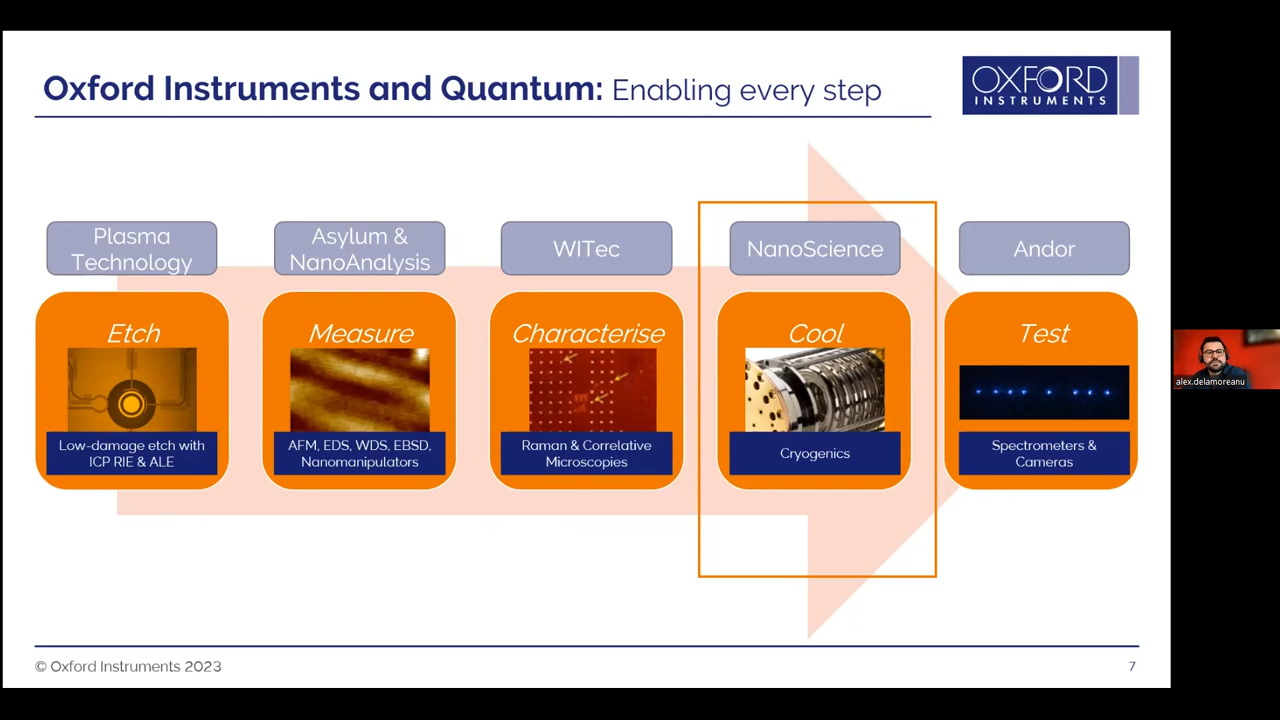 Oxford Instruments and Quantum: Enabling every step
OXFORD
INSTRUMENTS
Plasma
Technology
Etch
Low-damage etch with
ICP RIE & ALE
Asylum &
NanoAnalysis
Measure
AFM, EDS, WDS, EBSD,
Nanomanipulators
WITec
Characterise
Raman & Correlative
Microscopies
NanoScience
Cool
Cryogenics
Andor
Test
Spectrometers &
Cameras
alex.delamoreanu
© Oxford Instruments 2023
7